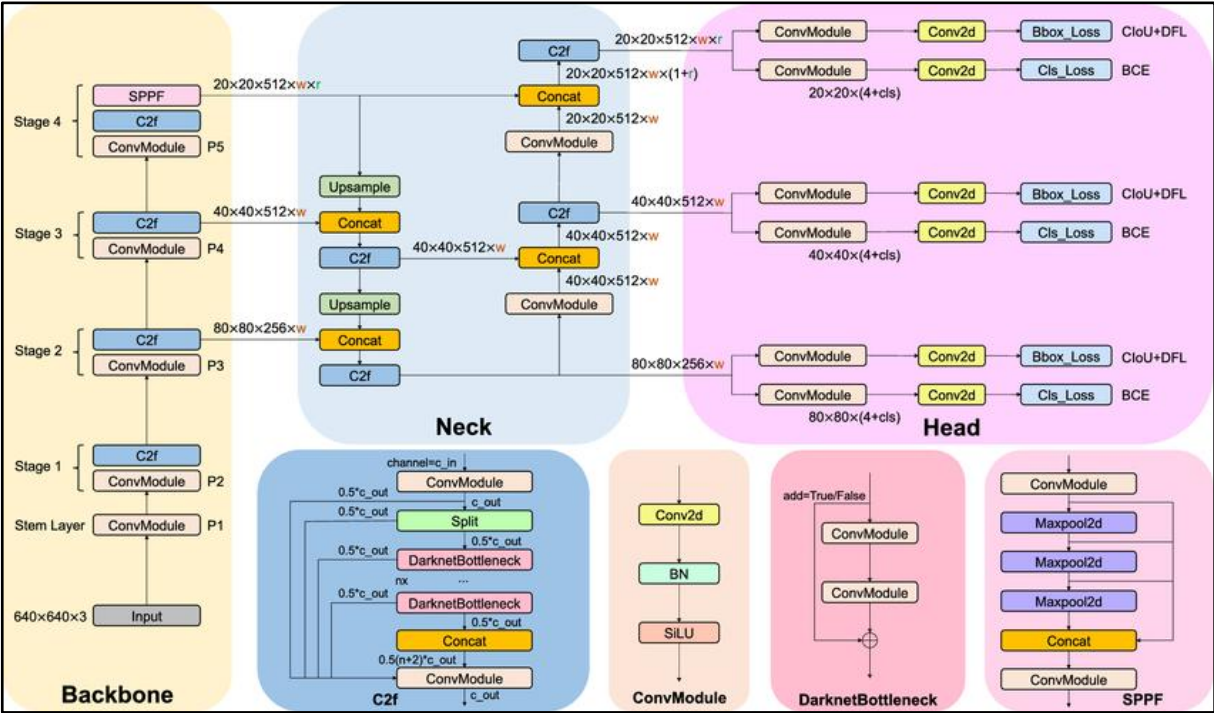 C2f
20×20×512×w×r
ConvModule
Conv2d
Bbox_Loss
CIoU+DFL
20×20×512×w×(1+r)
ConvModule
Conv2d
Cls_Loss
BCE
20×20×(4+cls)
Stage 4
SPPF
20×20×512×w×r
Concat
C2f
20×20×512×w
ConvModule
P5
ConvModule
Upsample
ConvModule
Conv2d
Bbox_Loss
CIoU+DFL
Stage 3
C2f
40×40×512×w
Concat
C2f
40×40×512×w
ConvModule
P4
40×40×512×w
ConvModule
Conv2d
Cls_Loss
BCE
C2f
40×40×512×w
Concat
40×40×(4+cls)
40×40×512×w
Upsample
ConvModule
Stage 2
C2f
80×80×256×w
Concat
ConvModule
P3
C2f
80×80×256×w
ConvModule
Conv2d
Bbox_Loss
CIoU+DFL
ConvModule
Conv2d
Cls_Loss
BCE
80×80×(4+cls)
Neck
Head
Stage 1
C2f
ConvModule
P2
Stem Layer
ConvModule
P1
640×640×3
Input
Backbone
channel=c_in
ConvModule
0.5*c_out
c_out
0.5*c_out
Split
0.5*c_out
0.5*c_out
DarknetBottleneck
nx
...
0.5*c_out
DarknetBottleneck
0.5*c_out
Concat
0.5(n+2)*c_out
ConvModule
C2f
c_out
Conv2d
BN
SiLU
ConvModule
add=True/False
ConvModule
ConvModule
DarknetBottleneck
ConvModule
Maxpool2d
Maxpool2d
Maxpool2d
Concat
ConvModule
SPPF